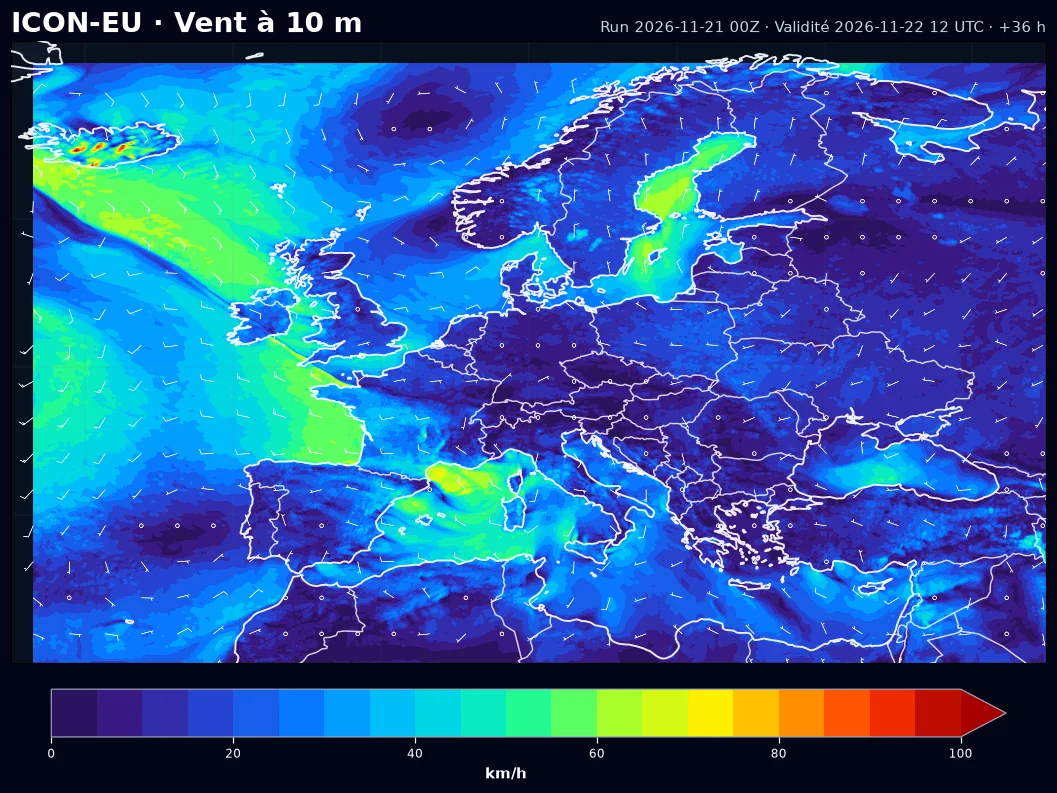 ICON-EU · Vent à 10 m
Run 2026-11-21 00Z · Validité 2026-11-22 12 UTC · +36 h
0 20 40 60 80 100
km/h